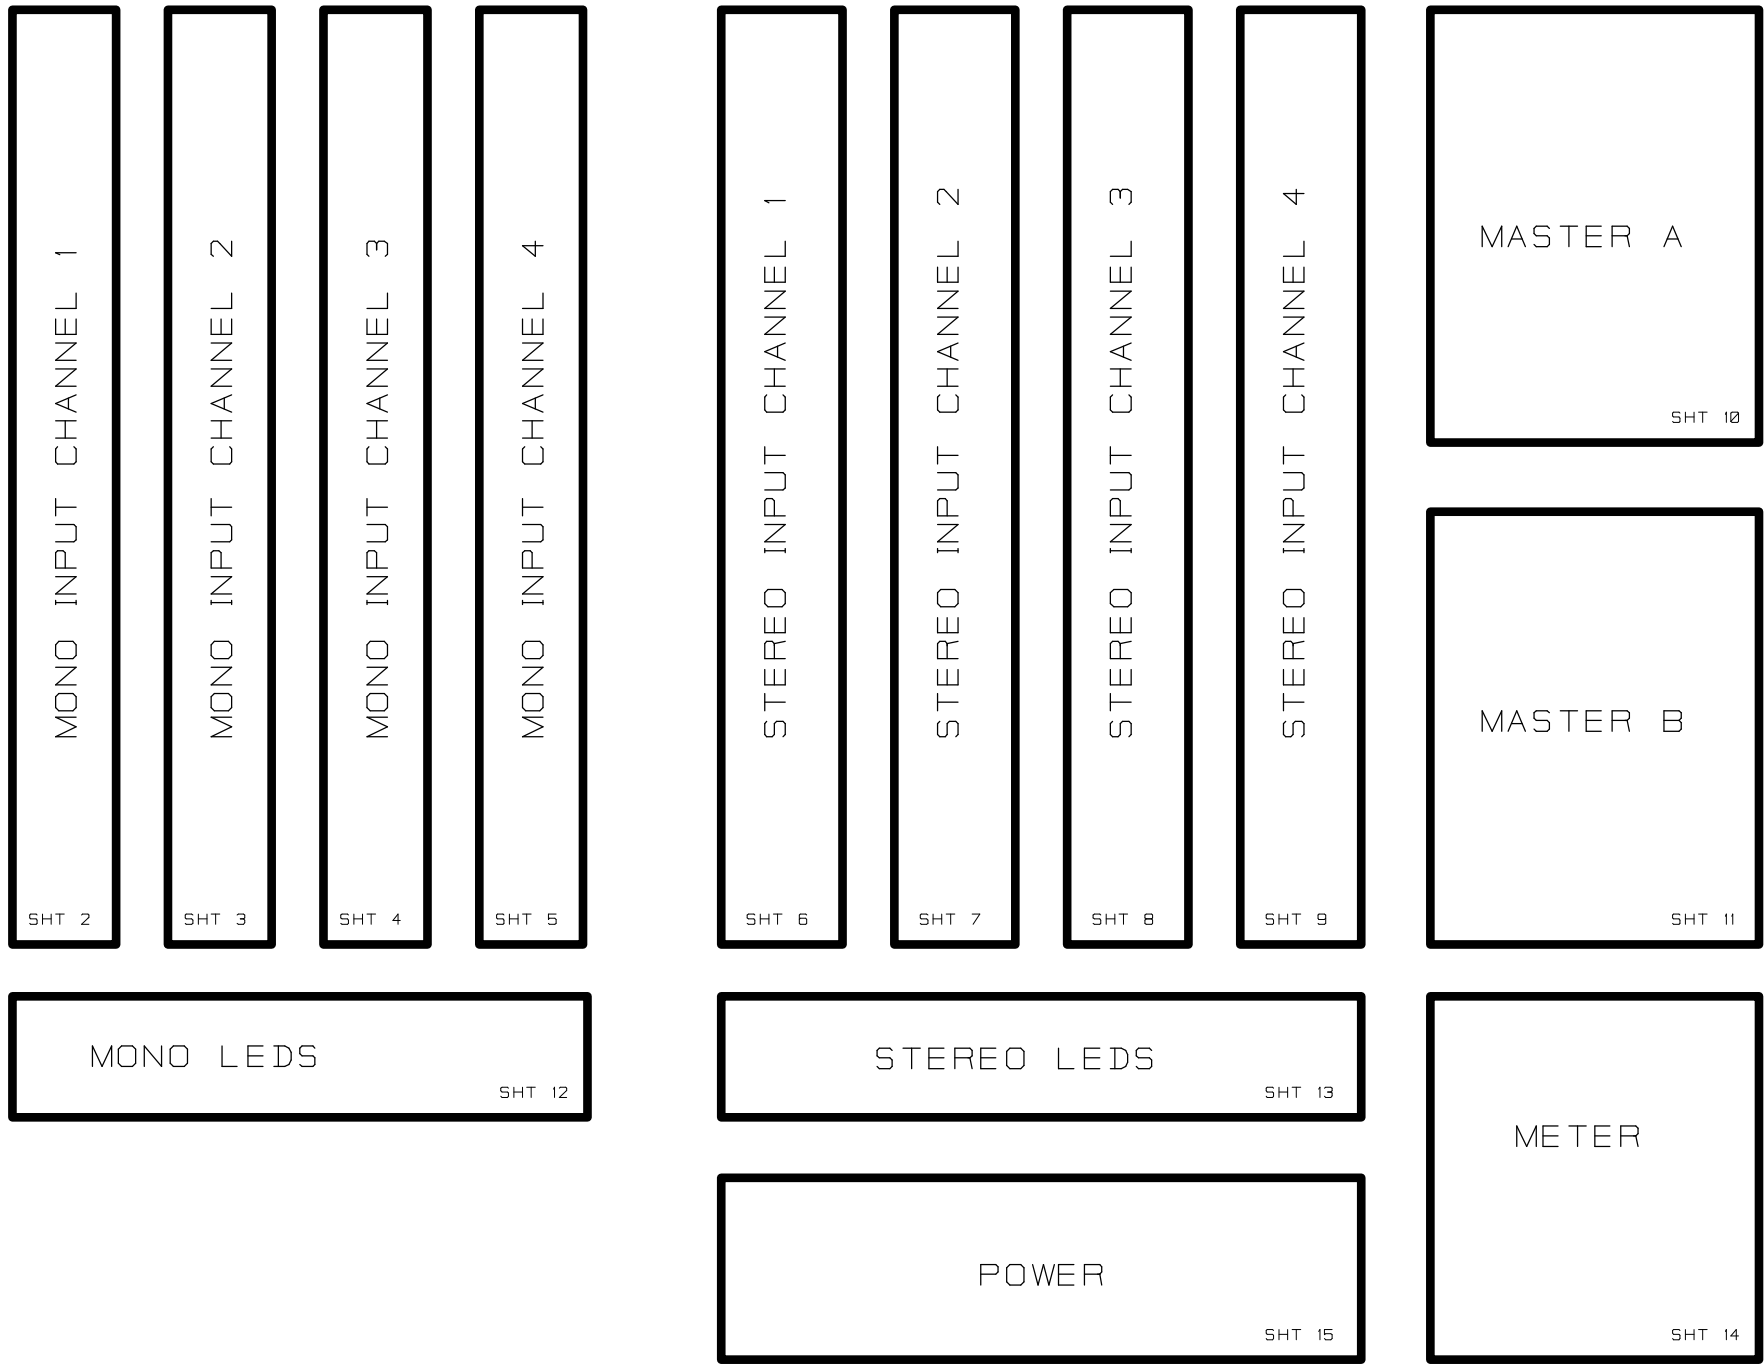 MONO INPUT CHANNEL 1
SHT 2
MONO INPUT CHANNEL 2
SHT 3
MONO INPUT CHANNEL 3
SHT 4
MONO INPUT CHANNEL 4
SHT 5
STEREO INPUT CHANNEL 1
SHT 6
STEREO INPUT CHANNEL 2
SHT 7
STEREO INPUT CHANNEL 3
SHT 8
STEREO INPUT CHANNEL 4
SHT 9
MASTER A
SHT 10
MASTER B
SHT 11
MONO LEDS
SHT 12
STEREO LEDS
SHT 13
METER
SHT 14
POWER
SHT 15